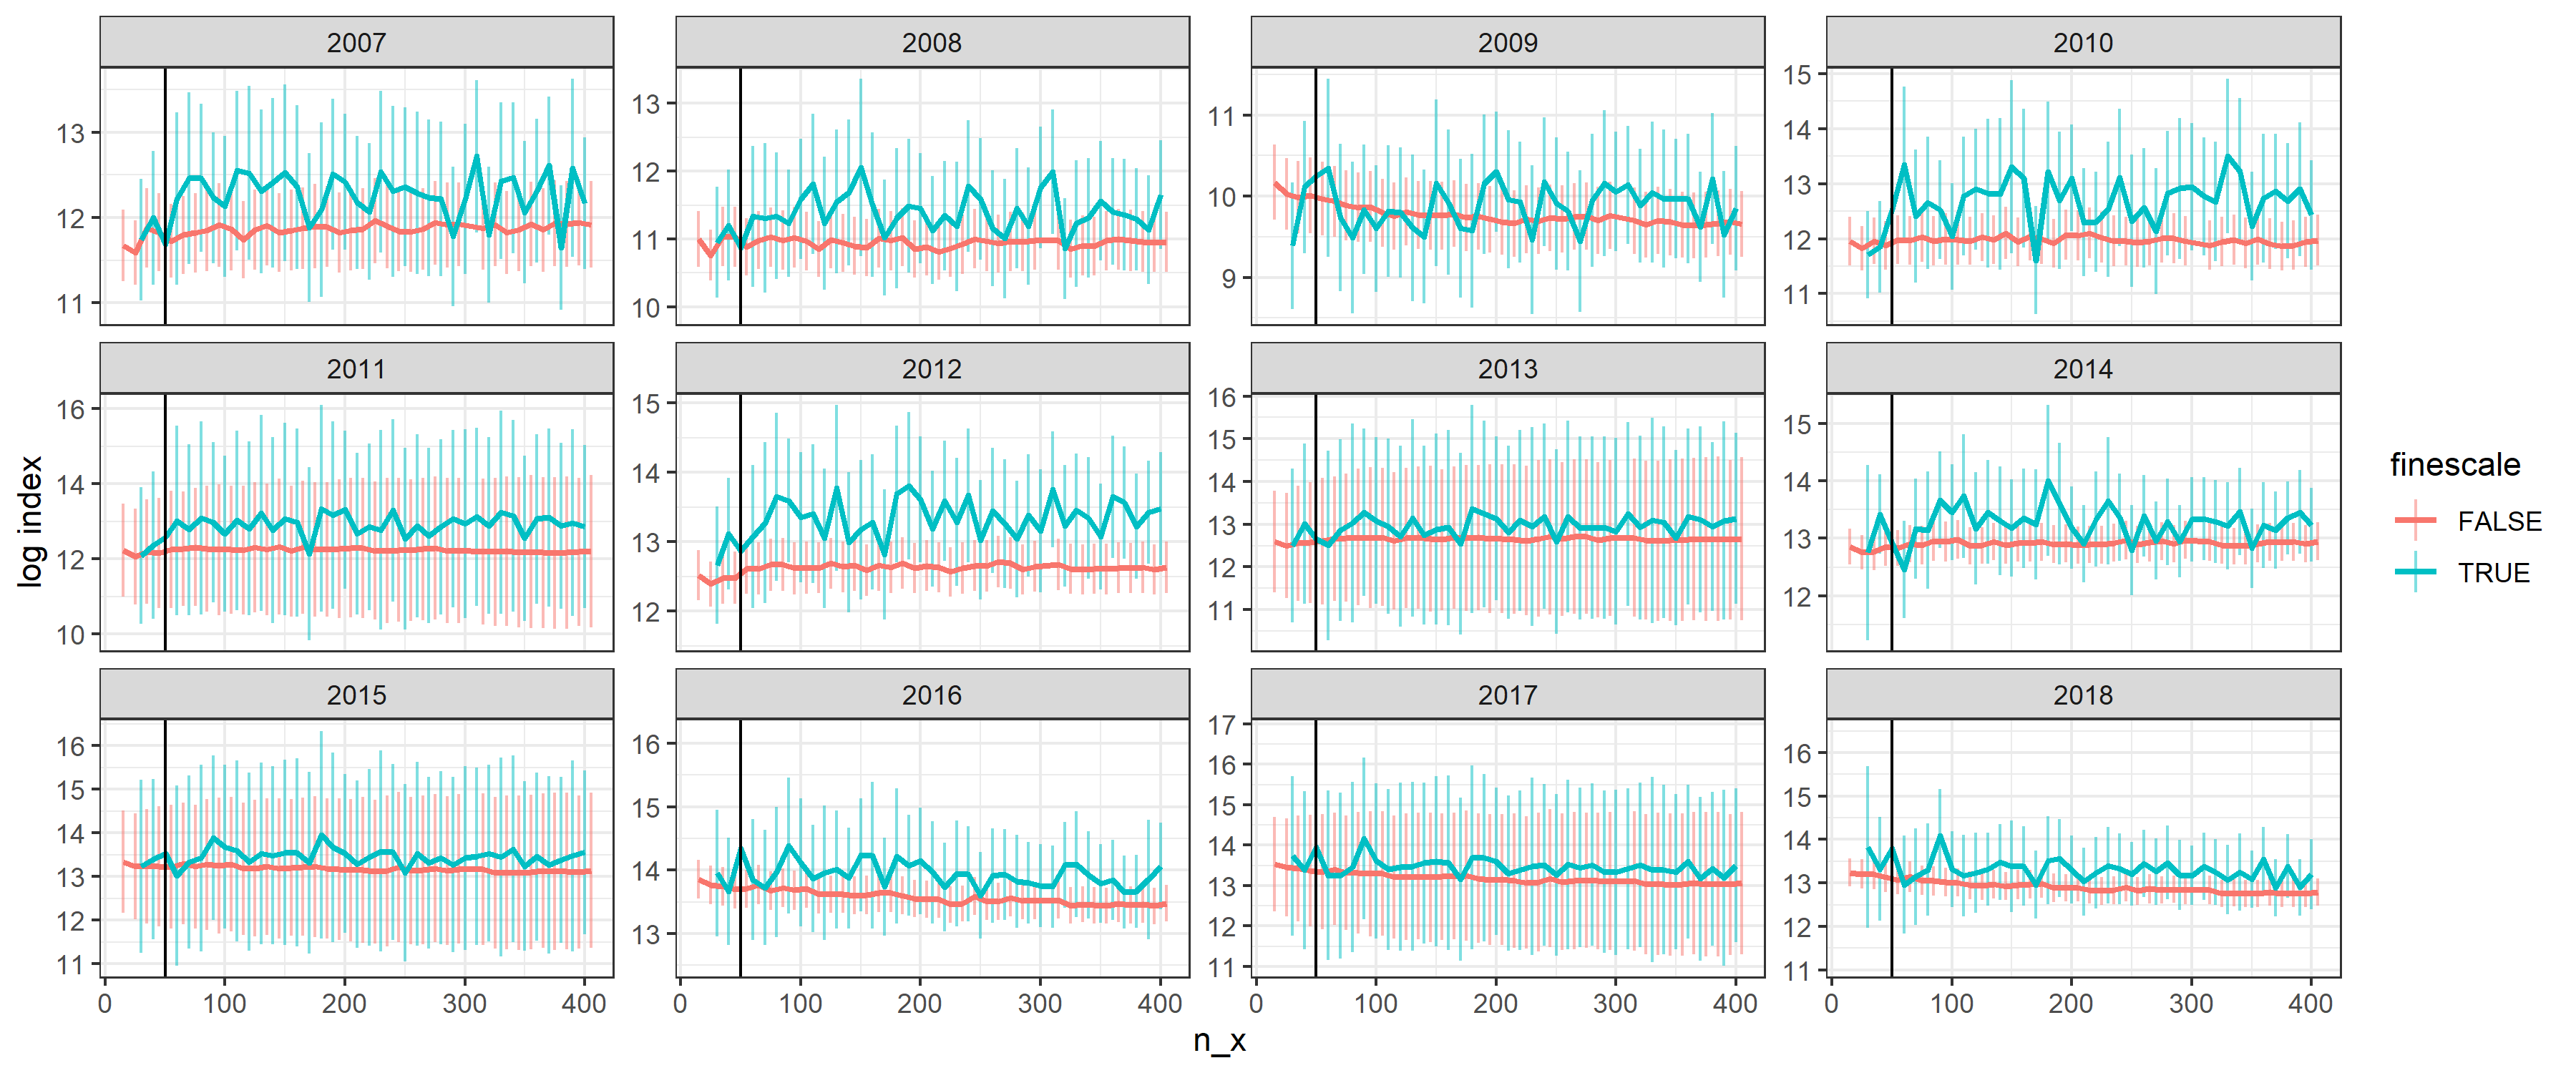 2007 2008 2009 2010
13 12 11
13 12 11 10
11 10 9
15 14 13 12 11
2011 2012 2013 2014
16 14 12 10
15 14 13 12
16 15 14 13 12 11
15 14 13 12
2015 2016 2017 2018
16 15 14 13 12 11
16 15 14 13
17 16 15 14 13 12 11
16 15 14 13 12 11
0 100 200 300 400
0 100 200 300 400
0 100 200 300 400
0 100 200 300 400
n_x
log index
finescale
FALSE
TRUE